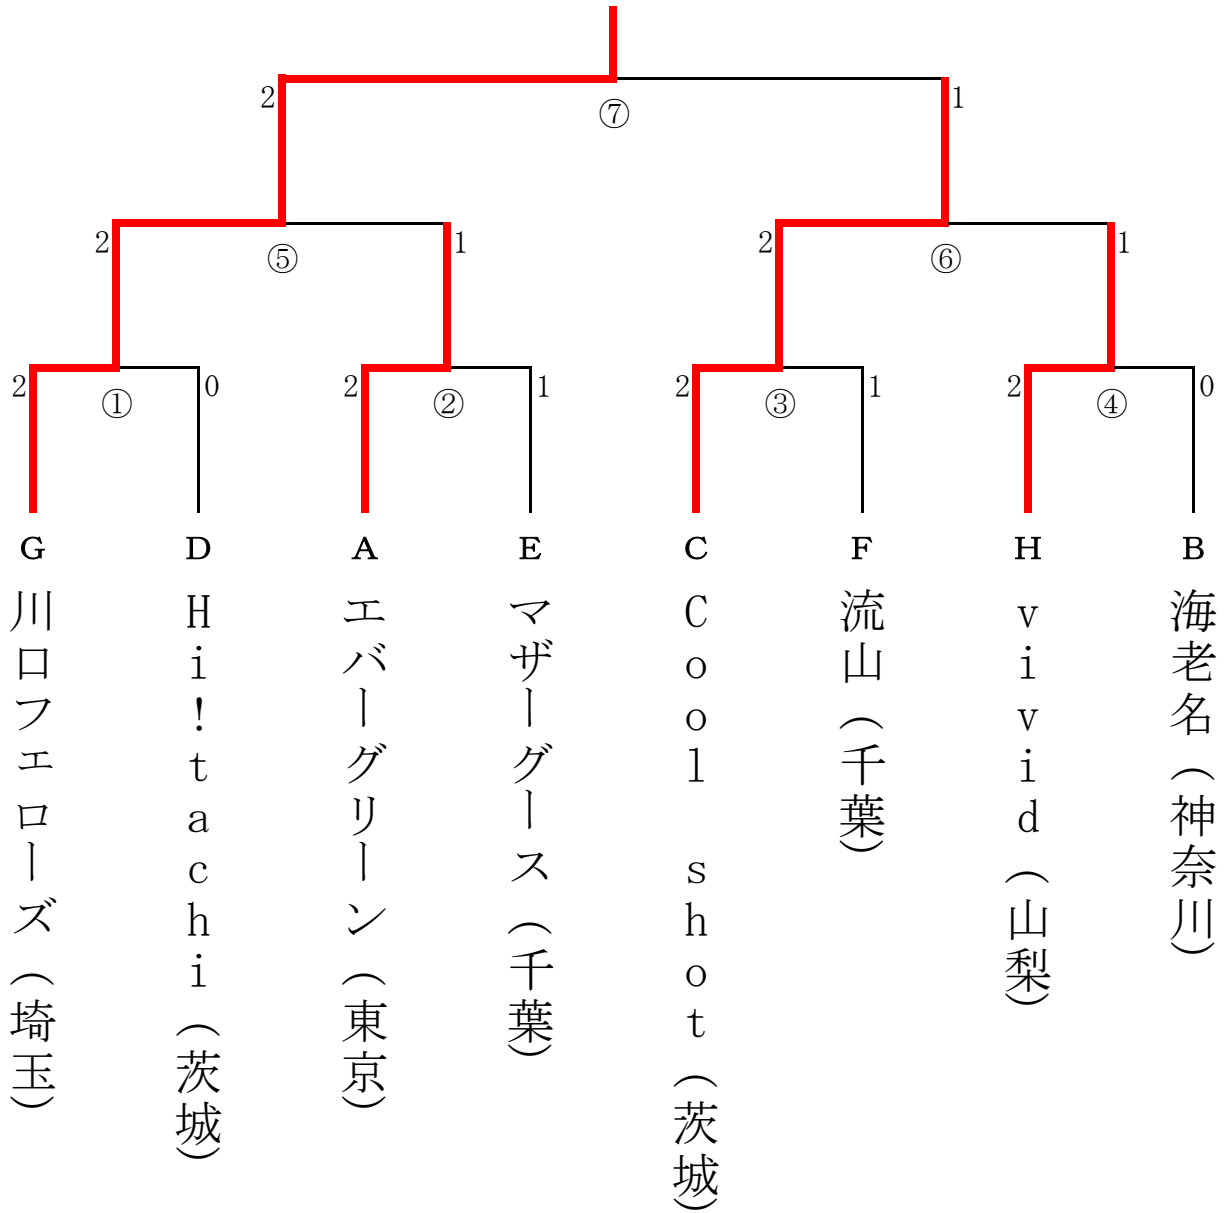 2 1
⑦
2 1 2 1
⑤ ⑥
2 0 2 1 2 1 2 0
① ② ③ ④
G D A E C F H B
川口フェローズ（埼玉）
Hi!tachi（茨城）
エバーグリーン（東京）
マザーグース（千葉）
Cool shot（茨城）
流山（千葉）
vivid（山梨）
海老名（神奈川）